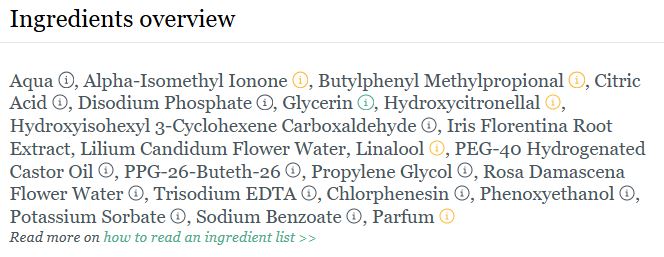 Ingredients overview
Aqua ⓘ, Alpha-Isomethyl Ionone ⓘ, Butylphenyl Methylpropional ⓘ, Citric
Acid ⓘ, Disodium Phosphate ⓘ, Glycerin ⓘ, Hydroxycitronellal ⓘ,
Hydroxyisohexyl 3-Cyclohexene Carboxaldehyde ⓘ, Iris Florentina Root
Extract, Lilium Candidum Flower Water, Linalool ⓘ, PEG-40 Hydrogenated
Castor Oil ⓘ, PPG-26-Buteth-26 ⓘ, Propylene Glycol ⓘ, Rosa Damascena
Flower Water ⓘ, Trisodium EDTA ⓘ, Chlorphenesin ⓘ, Phenoxyethanol ⓘ,
Potassium Sorbate ⓘ, Sodium Benzoate ⓘ, Parfum ⓘ
Read more on how to read an ingredient list >>